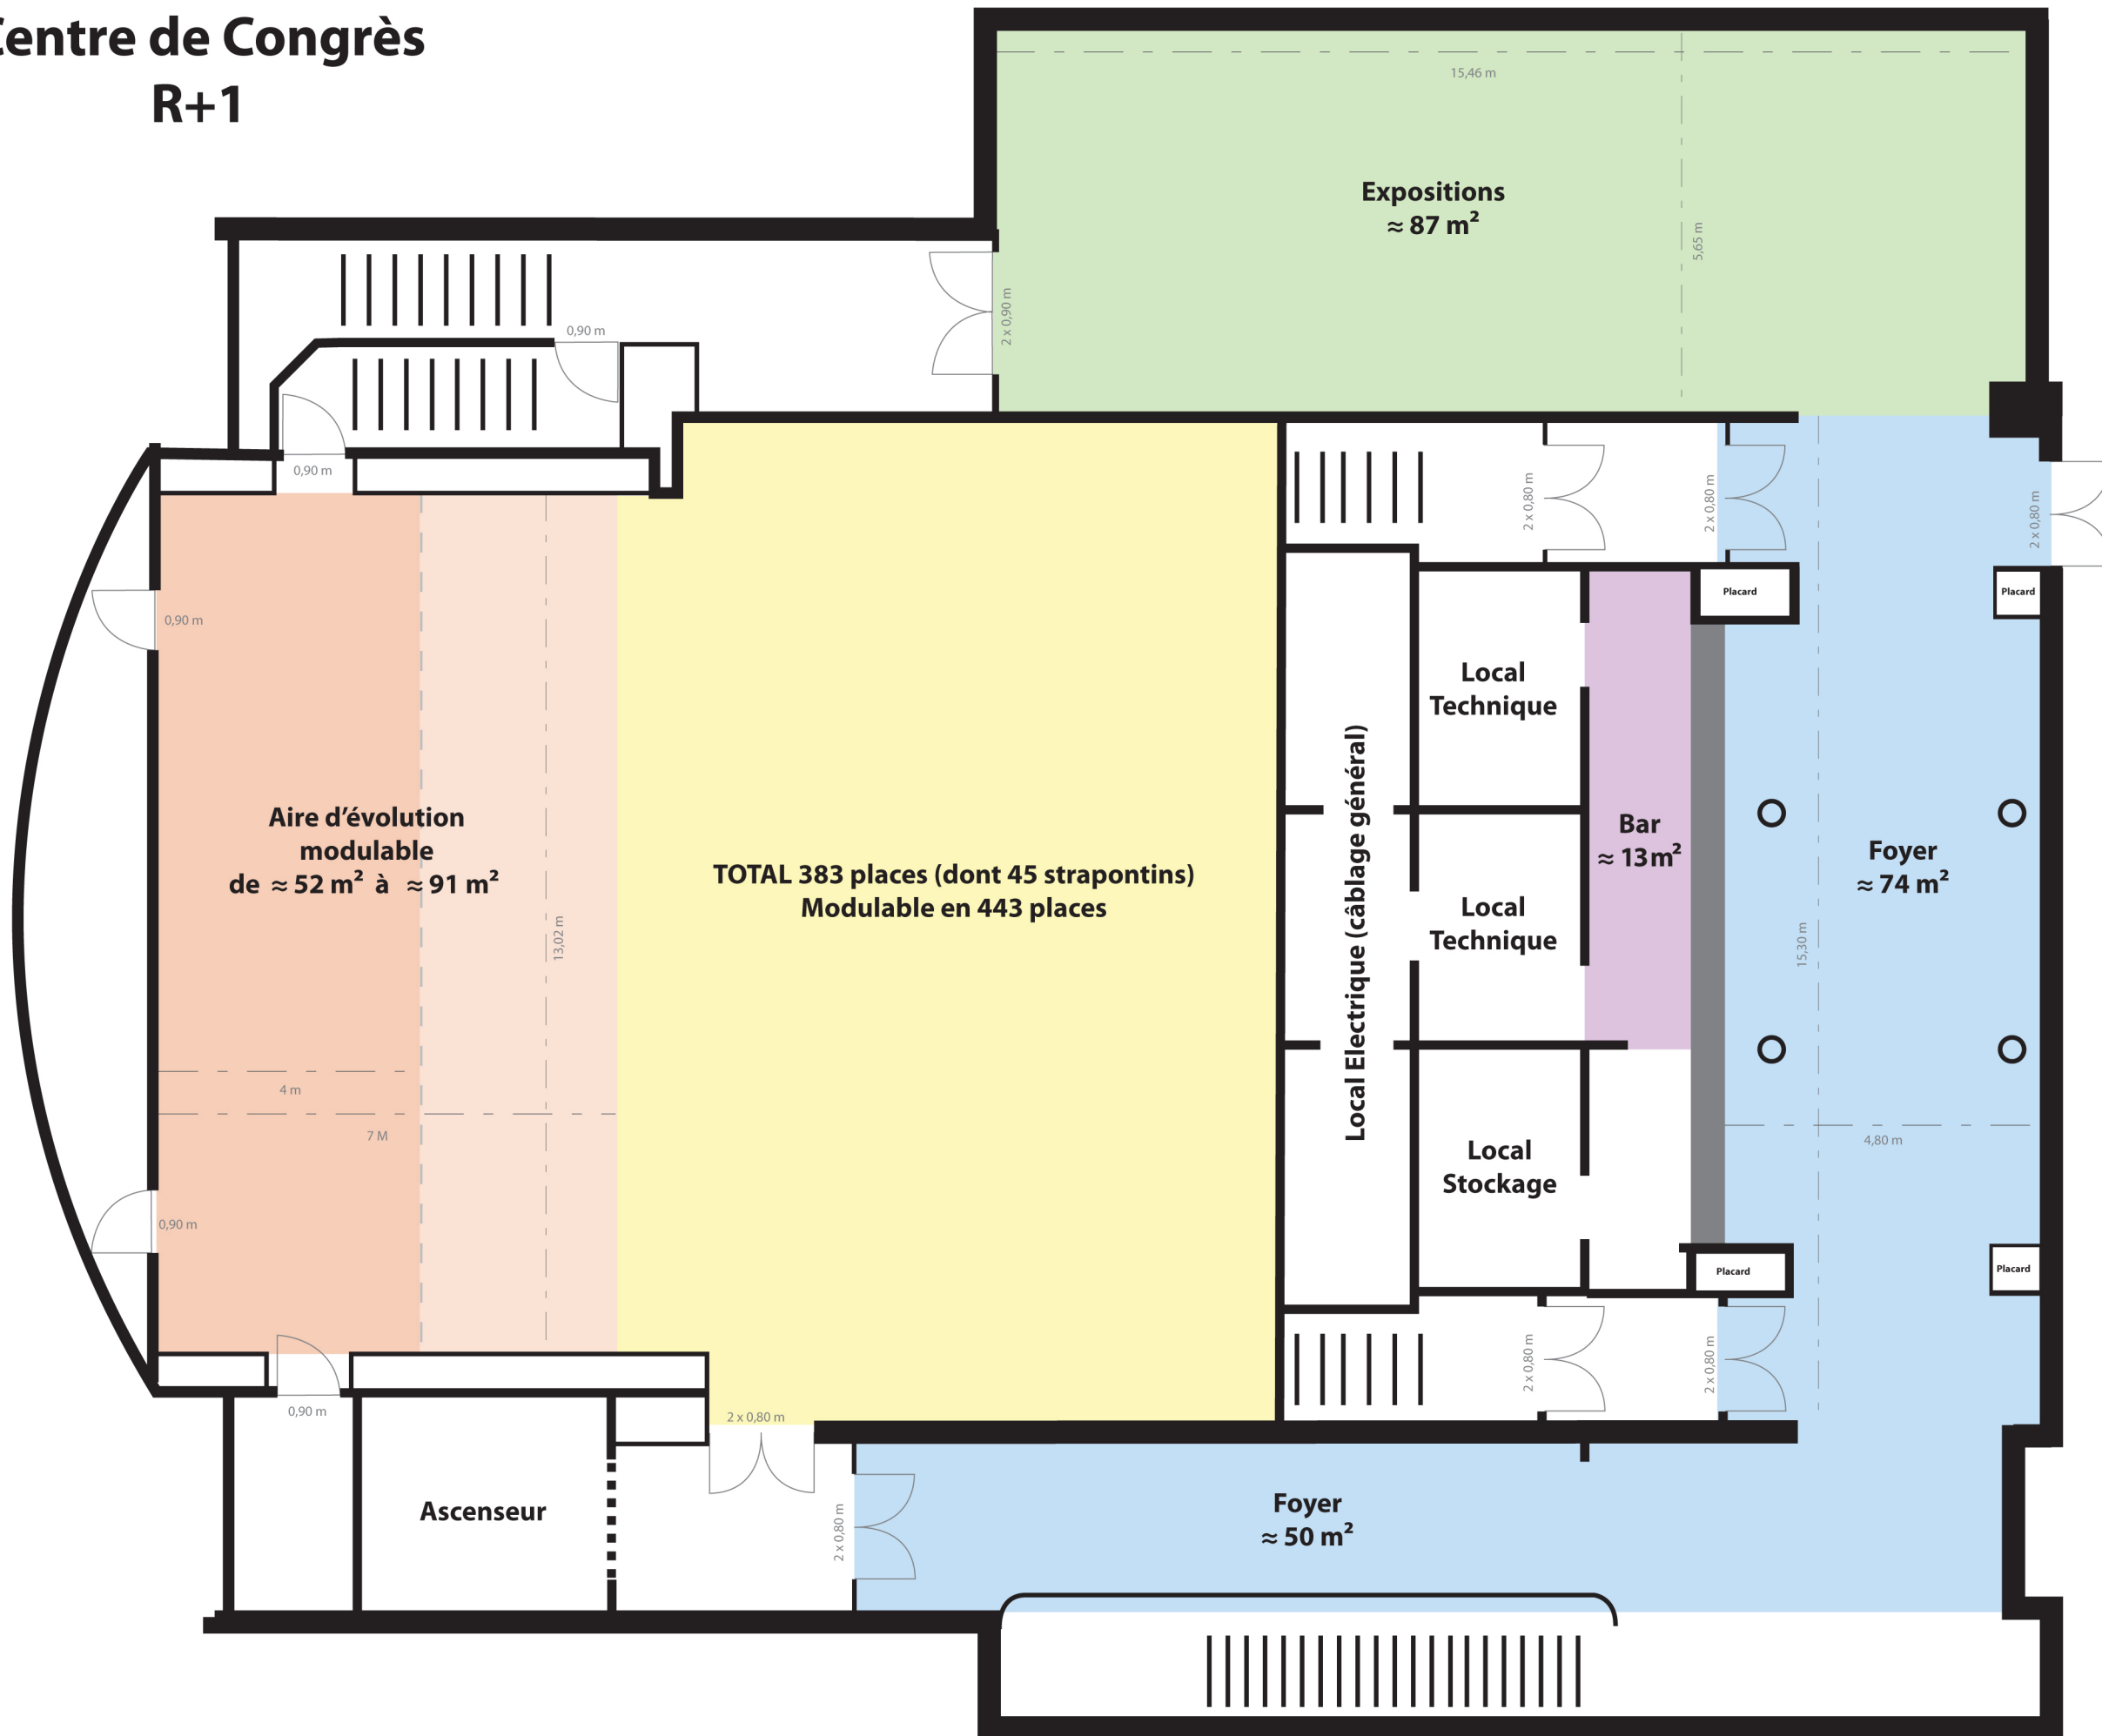 Centre de Congrès
R+1
15,46 m
Expositions
≈ 87 m²
5,65 m
2 x 0,90 m
0,90 m
0,90 m
2 x 0,80 m
2 x 0,80 m
2 x 0,80 m
Placard
Placard
0,90 m
Local
Technique
Aire d’évolution
modulable
de ≈ 52 m² à ≈ 91 m²
13,02 m
TOTAL 383 places (dont 45 strapontins)
Modulable en 443 places
Local Electrique (câblage général)
Local
Technique
Bar
≈ 13 m²
Foyer
≈ 74 m²
15,30 m
4 m
7 M
4,80 m
Local
Stockage
0,90 m
Placard
Placard
2 x 0,80 m
2 x 0,80 m
0,90 m
2 x 0,80 m
Ascenseur
2 x 0,80 m
Foyer
≈ 50 m²